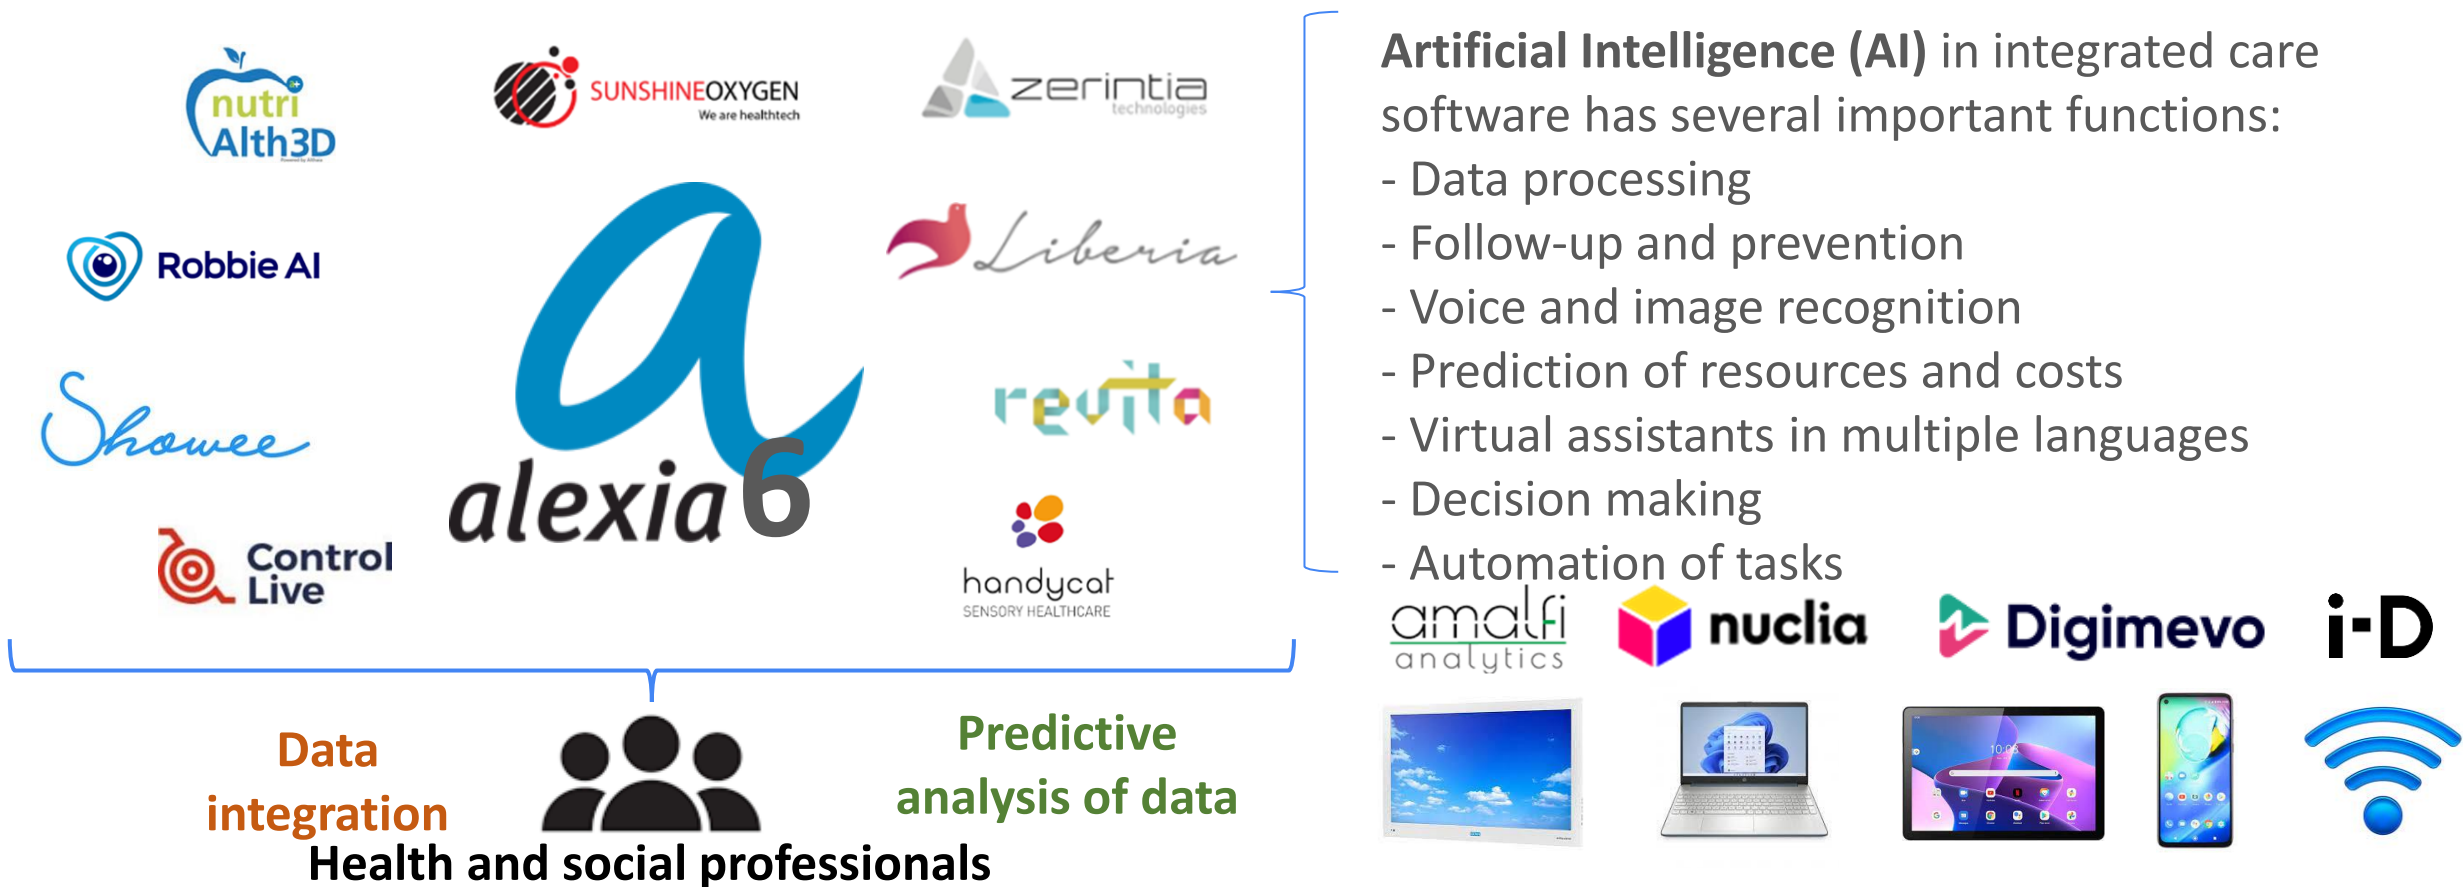 nutri
Alth3D
SUNSHINEOXYGEN
We are healthtech
zerintia
technologies
Robbie AI
Liberia
Showee
revita
alexia 6
Control
Live
handycat
SENSORY HEALTHCARE
Data
integration
Predictive
analysis of data
Health and social professionals
Artificial Intelligence (AI) in integrated care
software has several important functions:
- Data processing
- Follow-up and prevention
- Voice and image recognition
- Prediction of resources and costs
- Virtual assistants in multiple languages
- Decision making
- Automation of tasks
amalfi
analytics
nuclia
Digimevo
i-D
10:08